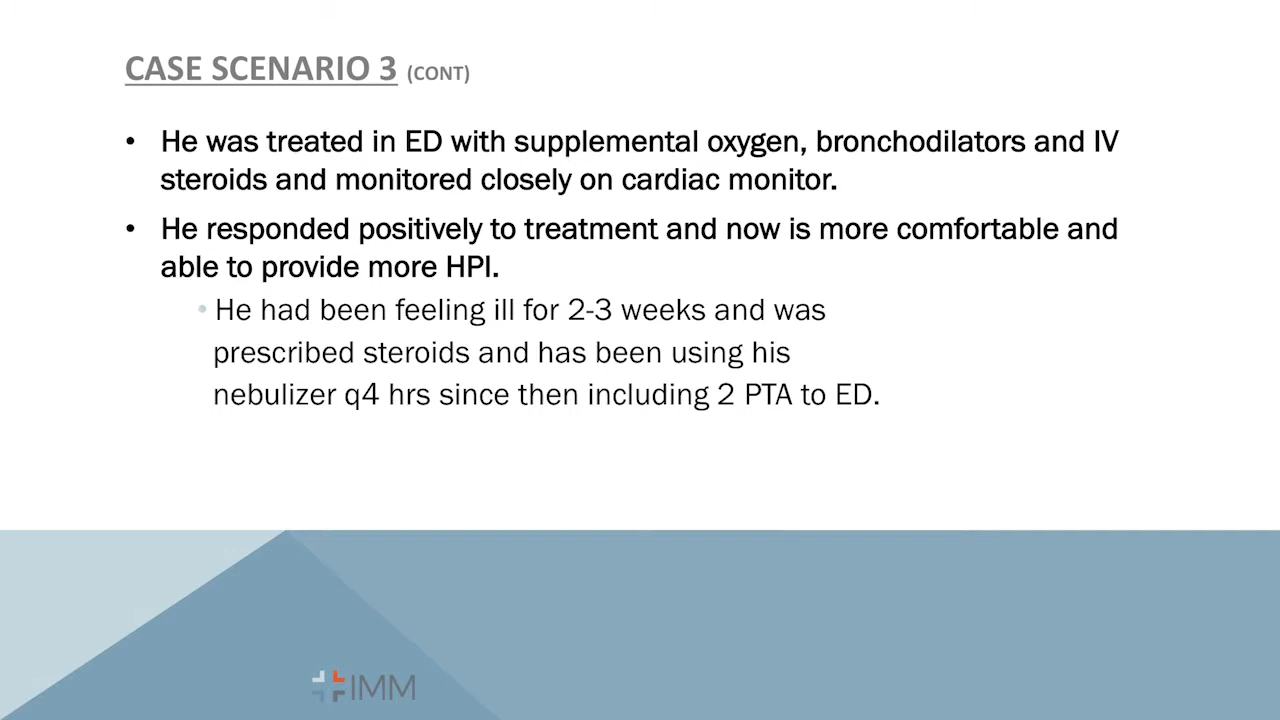 CASE SCENARIO 3 (CONT)
• He was treated in ED with supplemental oxygen, bronchodilators and IV
steroids and monitored closely on cardiac monitor.
• He responded positively to treatment and now is more comfortable and
able to provide more HPI.
• He had been feeling ill for 2-3 weeks and was
prescribed steroids and has been using his
nebulizer q4 hrs since then including 2 PTA to ED.
IMM